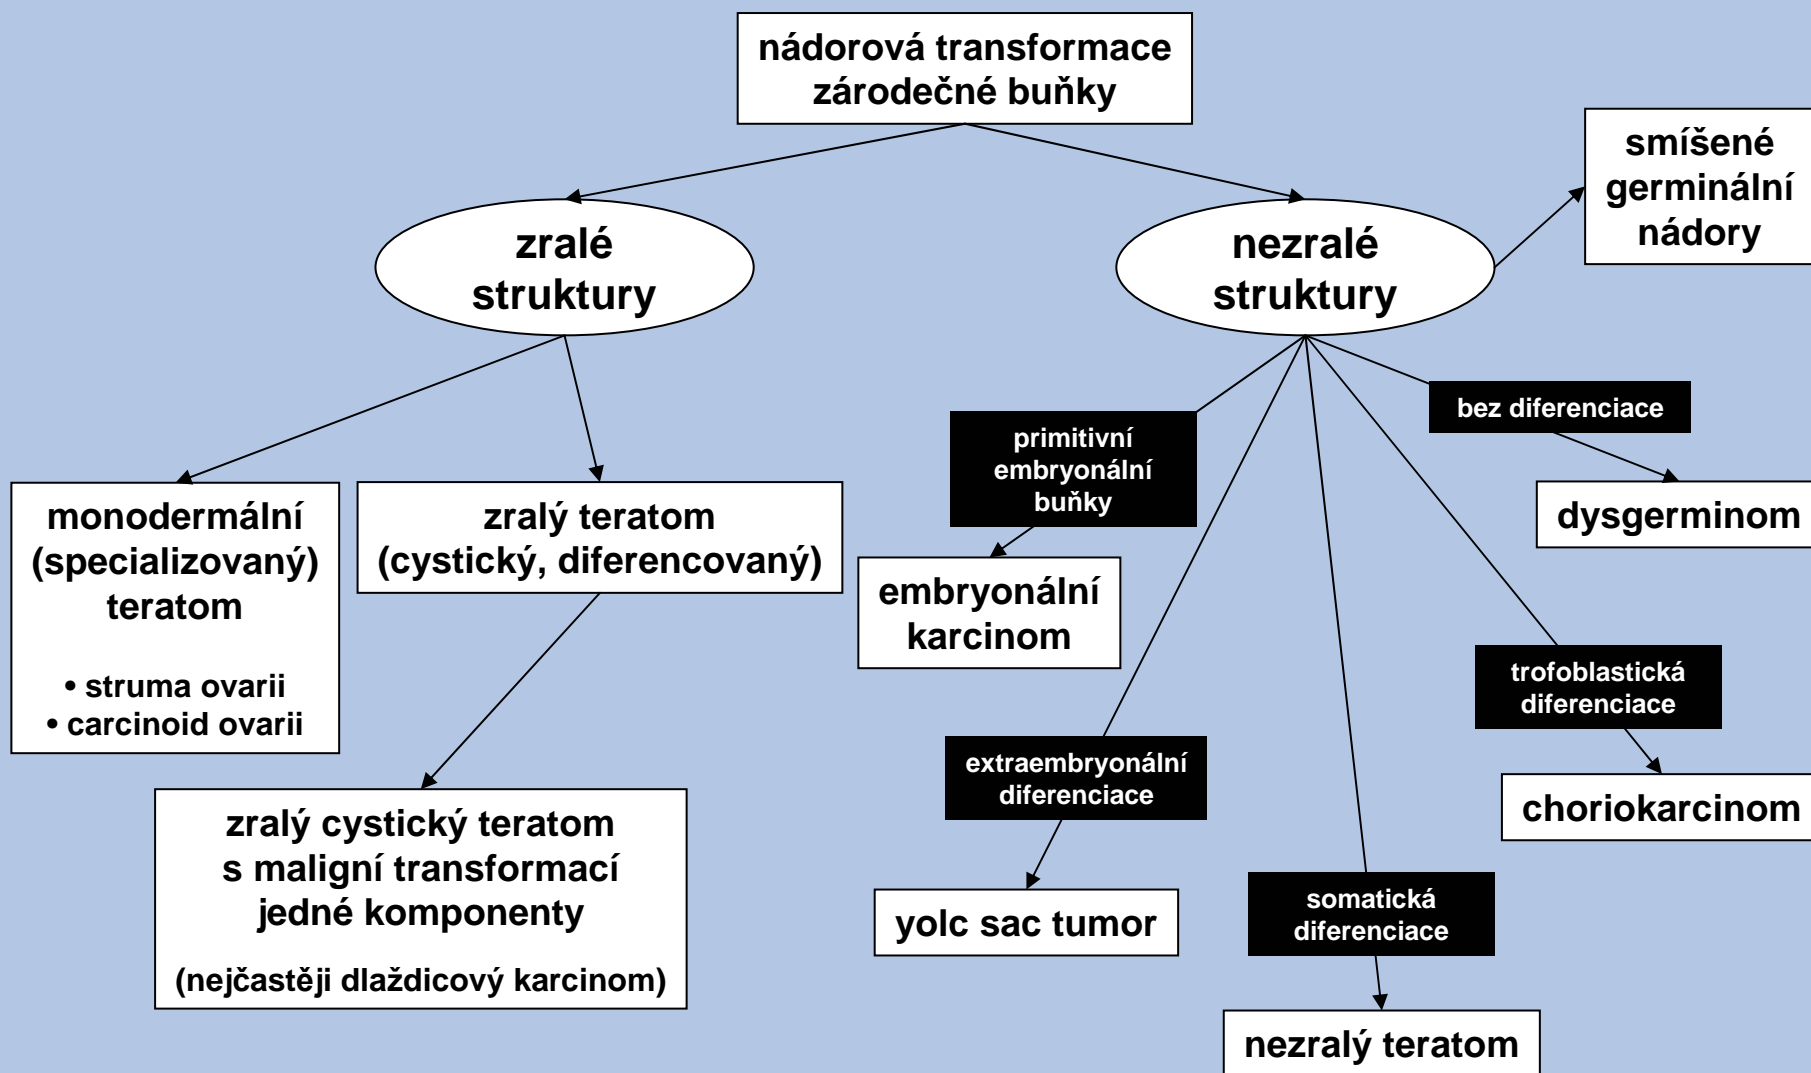 nádorová transformace
zárodečné buňky
smíšené
germinální
nádory
zralé
struktury
nezralé
struktury
bez diferenciace
primitivní
embryonální
buňky
monodermální
(specializovaný)
teratom
• struma ovarii
• carcinoid ovarii
zralý teratom
(cystický, diferencovaný)
dysgerminom
embryonální
karcinom
trofoblastická
diferenciace
extraembryonální
diferenciace
choriokarcinom
zralý cystický teratom
s maligní transformací
jedné komponenty
(nejčastěji dlaždicový karcinom)
yolc sac tumor
somatická
diferenciace
nezralý teratom